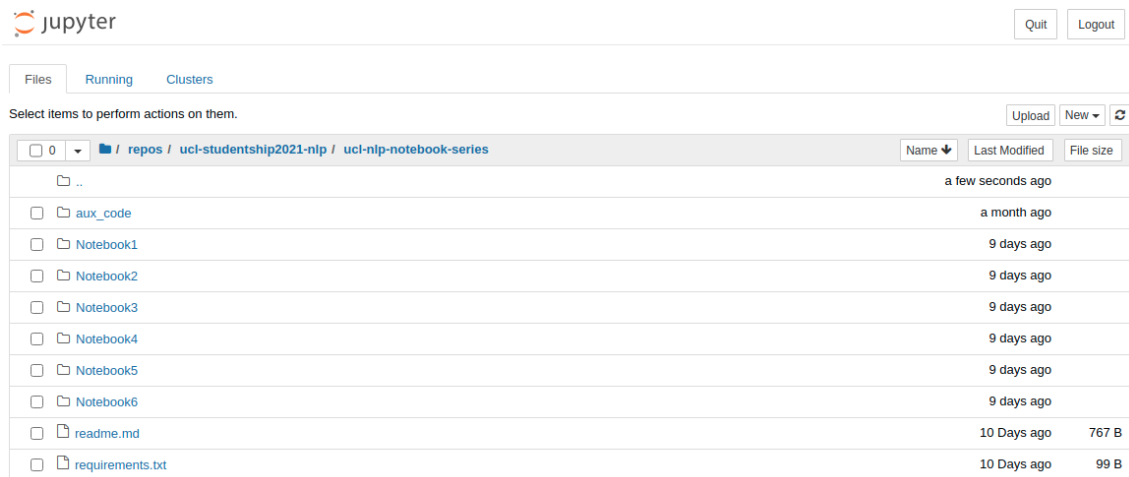 jupyter Quit Logout
Files Running Clusters
Select items to perform actions on them. Upload New
0 / repos / ucl-studentship2021-nlp / ucl-nlp-notebook-series Name Last Modified File size
.. a few seconds ago
aux_code a month ago
Notebook1 9 days ago
Notebook2 9 days ago
Notebook3 9 days ago
Notebook4 9 days ago
Notebook5 9 days ago
Notebook6 9 days ago
readme.md 10 Days ago 767 B
requirements.txt 10 Days ago 99 B